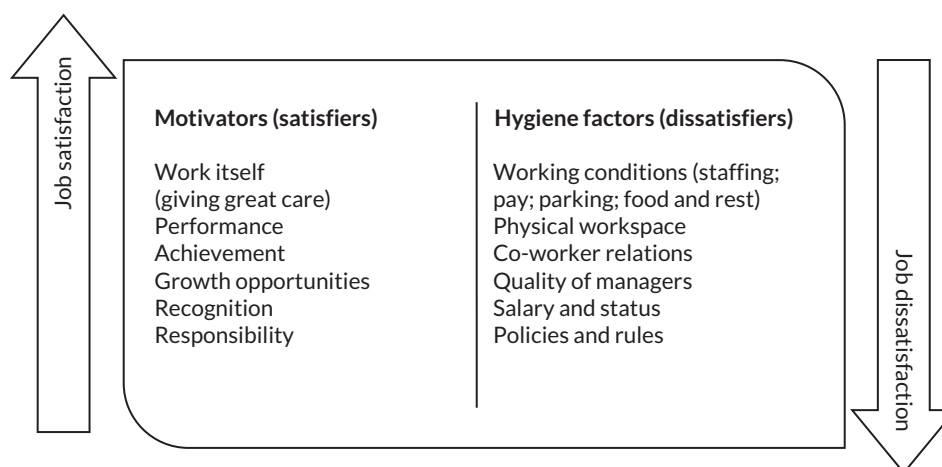 Job satisfaction
Motivators (satisfiers)
Work itself
(giving great care)
Performance
Achievement
Growth opportunities
Recognition
Responsibility
Hygiene factors (dissatisfiers)
Working conditions (staffing;
pay; parking; food and rest)
Physical workspace
Co-worker relations
Quality of managers
Salary and status
Policies and rules
Job dissatisfaction